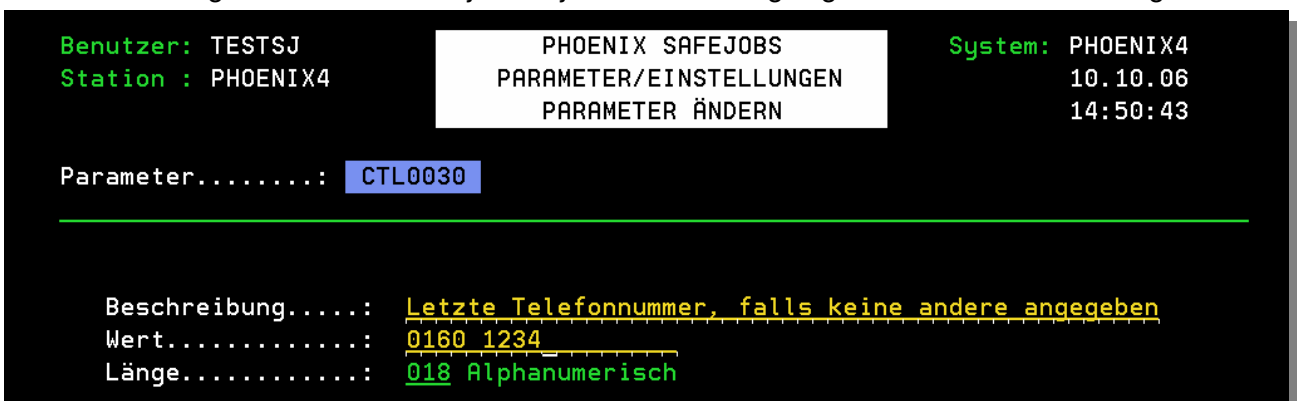 Benutzer: TESTSJ PHOENIX SAFEJOBS System: PHOENIX4
Station : PHOENIX4 PARAMETER/EINSTELLUNGEN 10.10.06
PARAMETER ÄNDERN 14:50:43
Parameter........: CTL0030
Beschreibung.....: Letzte Telefonnummer, falls keine andere angegeben
Wert.............: 0160 1234_
Länge............: 018 Alphanumerisch